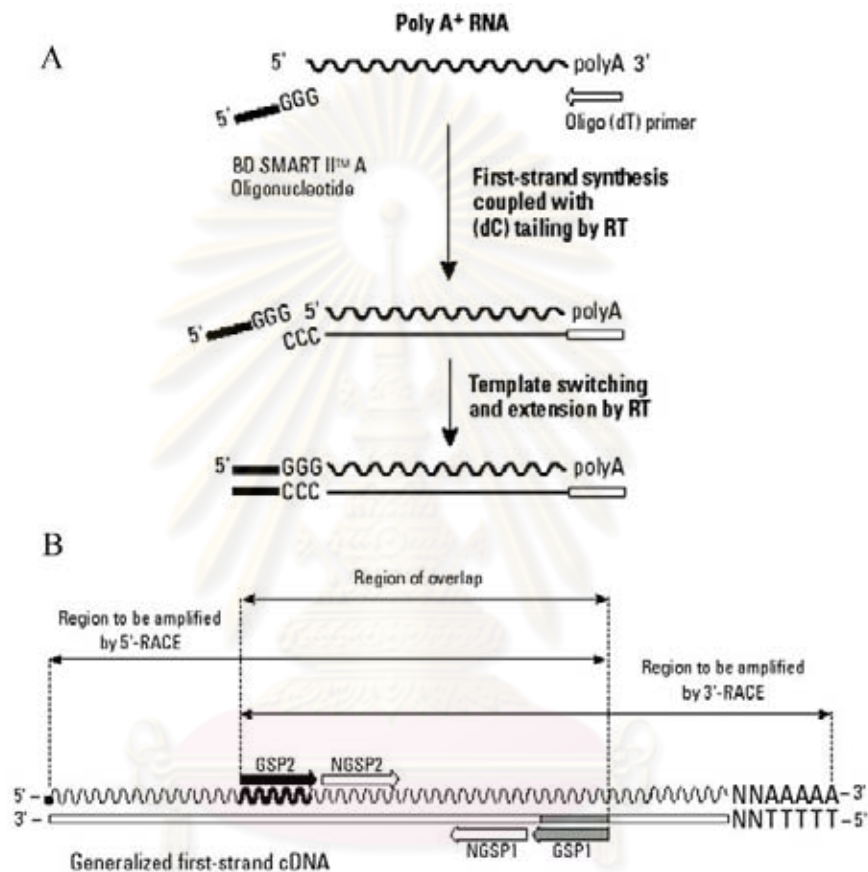 Poly A+ RNA
A
5' polyA 3'
5' GGG
Oligo (dT) primer
BD SMART II™ A
Oligonucleotide
First-strand synthesis
coupled with
(dC) tailing by RT
5' GGG 5' polyA
CCC
Template switching
and extension by RT
5' GGG polyA
CCC
B
Region of overlap
Region to be amplified
by 5'-RACE
Region to be amplified
by 3'-RACE
GSP2 NGSP2
5' – NNAAAAA – 3'
3' – NNTTTTT – 5'
NGSP1 GSP1
Generalized first-strand cDNA